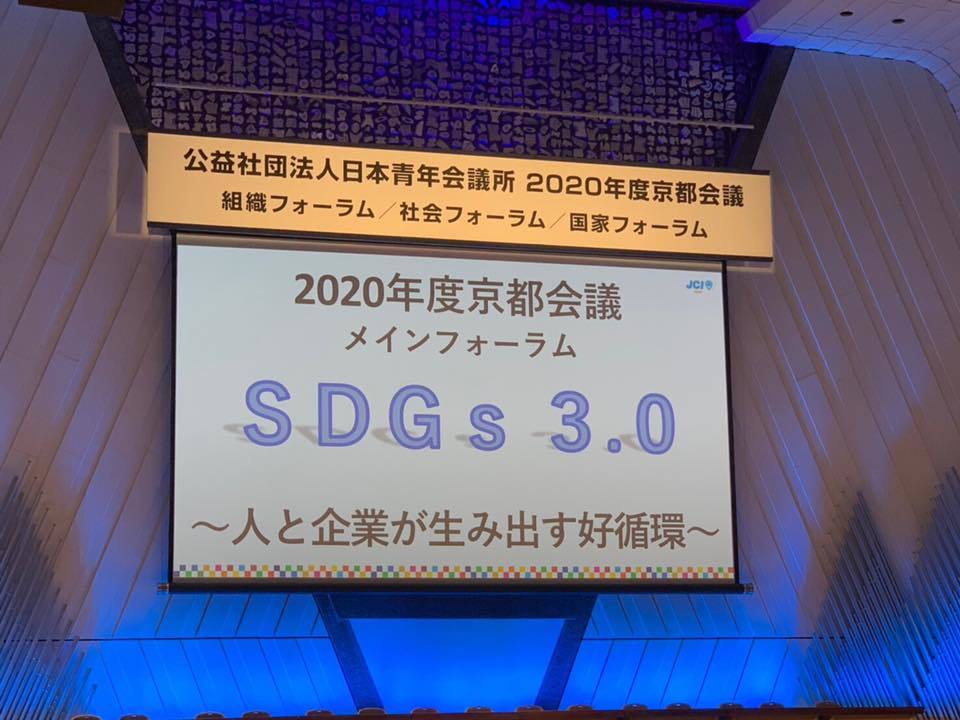 公益社団法人日本青年会議所 2020年度京都会議
組織フォーラム／社会フォーラム／国家フォーラム
JCI
2020年度京都会議
メインフォーラム
SDGs 3.0
～人と企業が生み出す好循環～